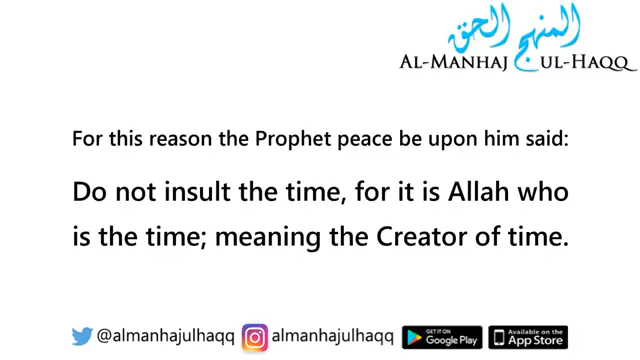 المنهج الحق
AL-MANHAJ UL-HAQQ
For this reason the Prophet peace be upon him said:
Do not insult the time, for it is Allah who
is the time; meaning the Creator of time.
@almanhajulhaqq almanhajulhaqq GET IT ON Google Play Available on the App Store